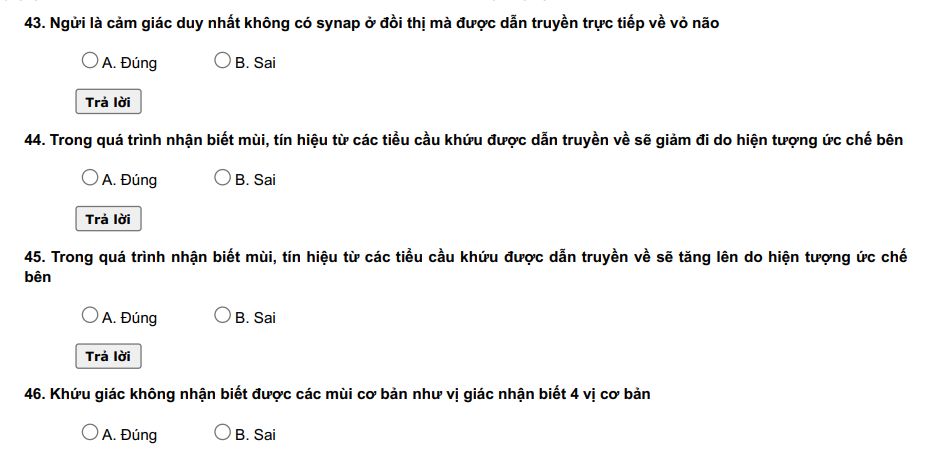 43. Ngửi là cảm giác duy nhất không có synap ở đồi thị mà được dẫn truyền trực tiếp về vỏ não
A. Đúng B. Sai
Trả lời
44. Trong quá trình nhận biết mùi, tín hiệu từ các tiểu cầu khứu được dẫn truyền về sẽ giảm đi do hiện tượng ức chế bên
A. Đúng B. Sai
Trả lời
45. Trong quá trình nhận biết mùi, tín hiệu từ các tiểu cầu khứu được dẫn truyền về sẽ tăng lên do hiện tượng ức chế
bên
A. Đúng B. Sai
Trả lời
46. Khứu giác không nhận biết được các mùi cơ bản như vị giác nhận biết 4 vị cơ bản
A. Đúng B. Sai